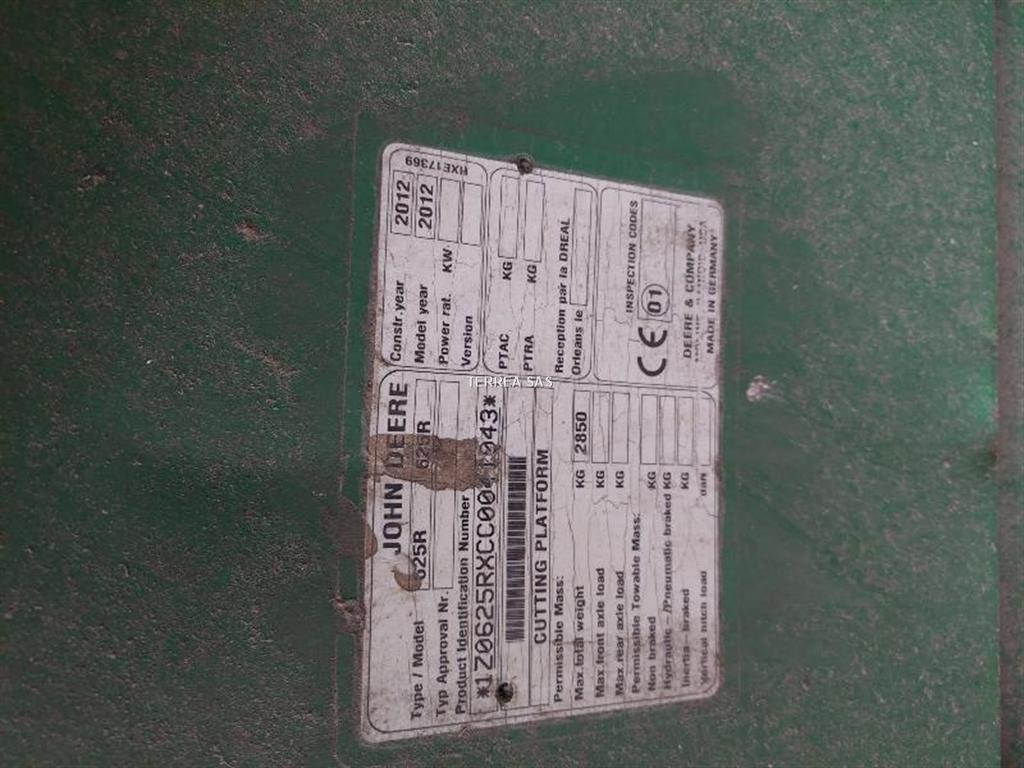 JOHN DEERE
Type / Model 625R 625R
Typ Approval Nr.
Product Identification Number
CUTTING PLATFORM
Permissible Mass:
Max. total weight KG 2850
Max. front axle load KG
Max. rear axle load KG
Permissible Towable Mass:
Non braked KG
Hydraulic-/Pneumatic braked KG
Inertia-braked KG
Vertical hitch load daN
HXE17369
Constr. year 2012
Model year 2012
Power rat. KW
Version
PTAC KG
PTRA KG
Reception par la DREAL
Orleans le
INSPECTION CODES
CE 01
DEERE & COMPANY
MADE IN GERMANY
TERREA SAS